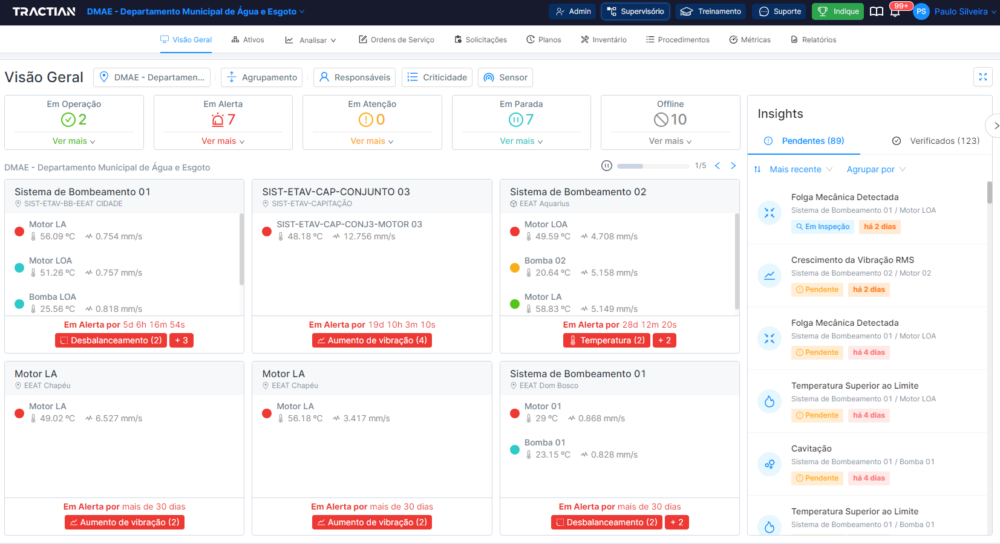 TRACTIAN
DMAE - Departamento Municipal de Água e Esgoto
Admin
Supervisório
Treinamento
Suporte
Indique
99+
PS
Paulo Silveira
Visão Geral
Ativos
Analisar
Ordens de Serviço
Solicitações
Planos
Inventário
Procedimentos
Métricas
Relatórios
Visão Geral
DMAE - Departamen...
Agrupamento
Responsáveis
Criticidade
Sensor
Em Operação
2
Ver mais
Em Alerta
7
Ver mais
Em Atenção
0
Ver mais
Em Parada
7
Ver mais
Offline
10
Ver mais
DMAE - Departamento Municipal de Água e Esgoto
1/5
Sistema de Bombeamento 01
SIST-ETAV-BB-EEAT CIDADE
Motor LA
56.09 ºC 0.754 mm/s
Motor LOA
51.26 ºC 0.757 mm/s
Bomba LOA
25.56 ºC 0.818 mm/s
Em Alerta por 5d 6h 16m 54s
Desbalanceamento (2) + 3
SIST-ETAV-CAP-CONJUNTO 03
SIST-ETAV-CAPITAÇÃO
SIST-ETAV-CAP-CONJ3-MOTOR 03
48.18 ºC 12.756 mm/s
Em Alerta por 19d 10h 3m 10s
Aumento de vibração (4)
Sistema de Bombeamento 02
EEAT Aquarius
Motor LOA
49.59 ºC 4.708 mm/s
Bomba 02
20.64 ºC 5.158 mm/s
Motor LA
58.83 ºC 5.149 mm/s
Em Alerta por 28d 12m 20s
Temperatura (2) + 2
Motor LA
EEAT Chapéu
Motor LA
49.02 ºC 6.527 mm/s
Em Alerta por mais de 30 dias
Aumento de vibração (2)
Motor LA
EEAT Chapéu
Motor LA
56.18 ºC 3.417 mm/s
Em Alerta por mais de 30 dias
Aumento de vibração (2)
Sistema de Bombeamento 01
EEAT Dom Bosco
Motor 01
29 ºC 0.868 mm/s
Bomba 01
23.15 ºC 0.828 mm/s
Em Alerta por mais de 30 dias
Desbalanceamento (2) + 2
Insights
Pendentes (89)
Verificados (123)
Mais recente
Agrupar por
Folga Mecânica Detectada
Sistema de Bombeamento 01 / Motor LOA
Em Inspeção há 2 dias
Crescimento da Vibração RMS
Sistema de Bombeamento 02 / Motor 02
Pendente há 2 dias
Folga Mecânica Detectada
Sistema de Bombeamento 01 / Motor LOA
Pendente há 4 dias
Temperatura Superior ao Limite
Sistema de Bombeamento 01 / Motor LOA
Pendente há 4 dias
Cavitação
Sistema de Bombeamento 01 / Bomba 01
Pendente há 4 dias
Temperatura Superior ao Limite
Sistema de Bombeamento 01 / Bomba 01